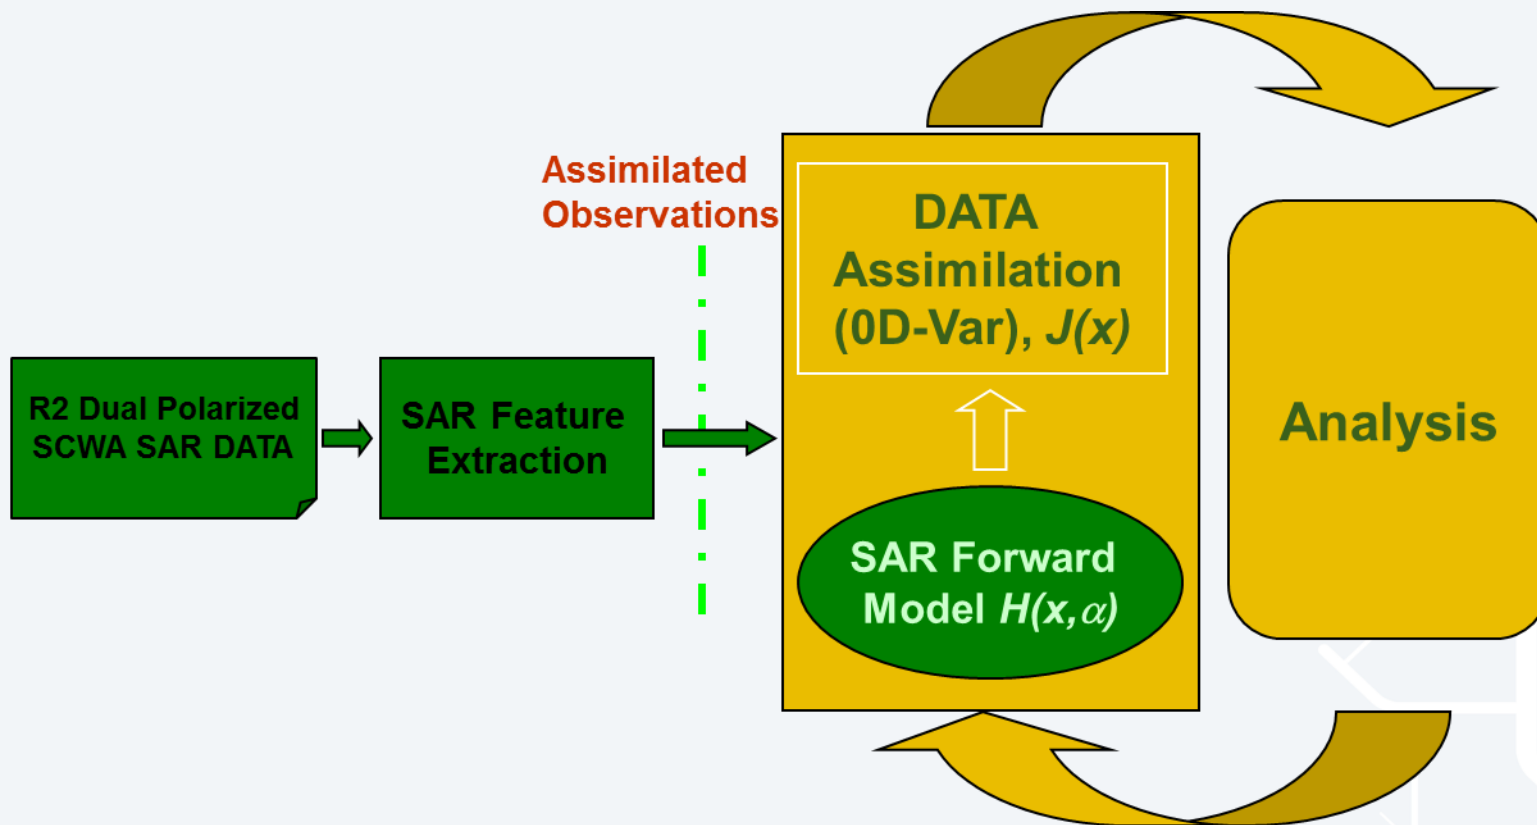 Assimilated
Observations
DATA
Assimilation
(0D-Var), J(x)
R2 Dual Polarized
SCWA SAR DATA
SAR Feature
Extraction
Analysis
SAR Forward
Model H(x,α)